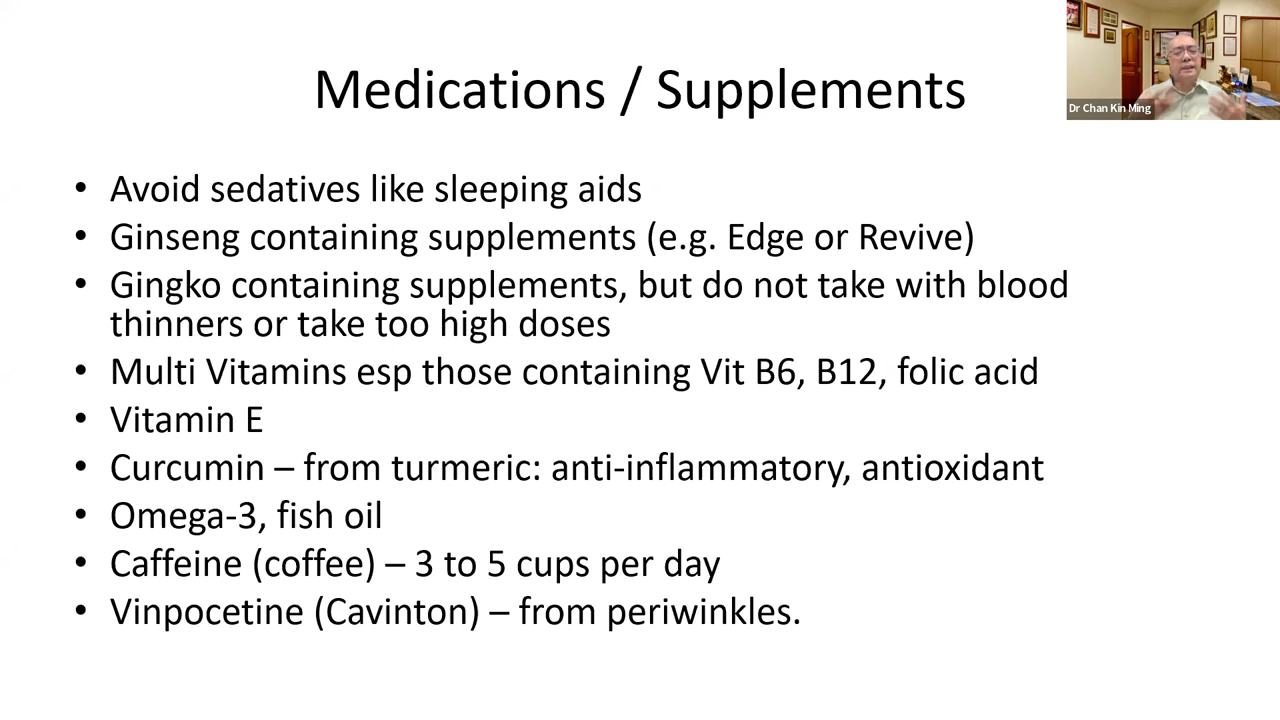 Medications / Supplements
Dr Chan Kin Ming
• Avoid sedatives like sleeping aids
• Ginseng containing supplements (e.g. Edge or Revive)
• Gingko containing supplements, but do not take with blood
thinners or take too high doses
• Multi Vitamins esp those containing Vit B6, B12, folic acid
• Vitamin E
• Curcumin – from turmeric: anti-inflammatory, antioxidant
• Omega-3, fish oil
• Caffeine (coffee) – 3 to 5 cups per day
• Vinpocetine (Cavinton) – from periwinkles.